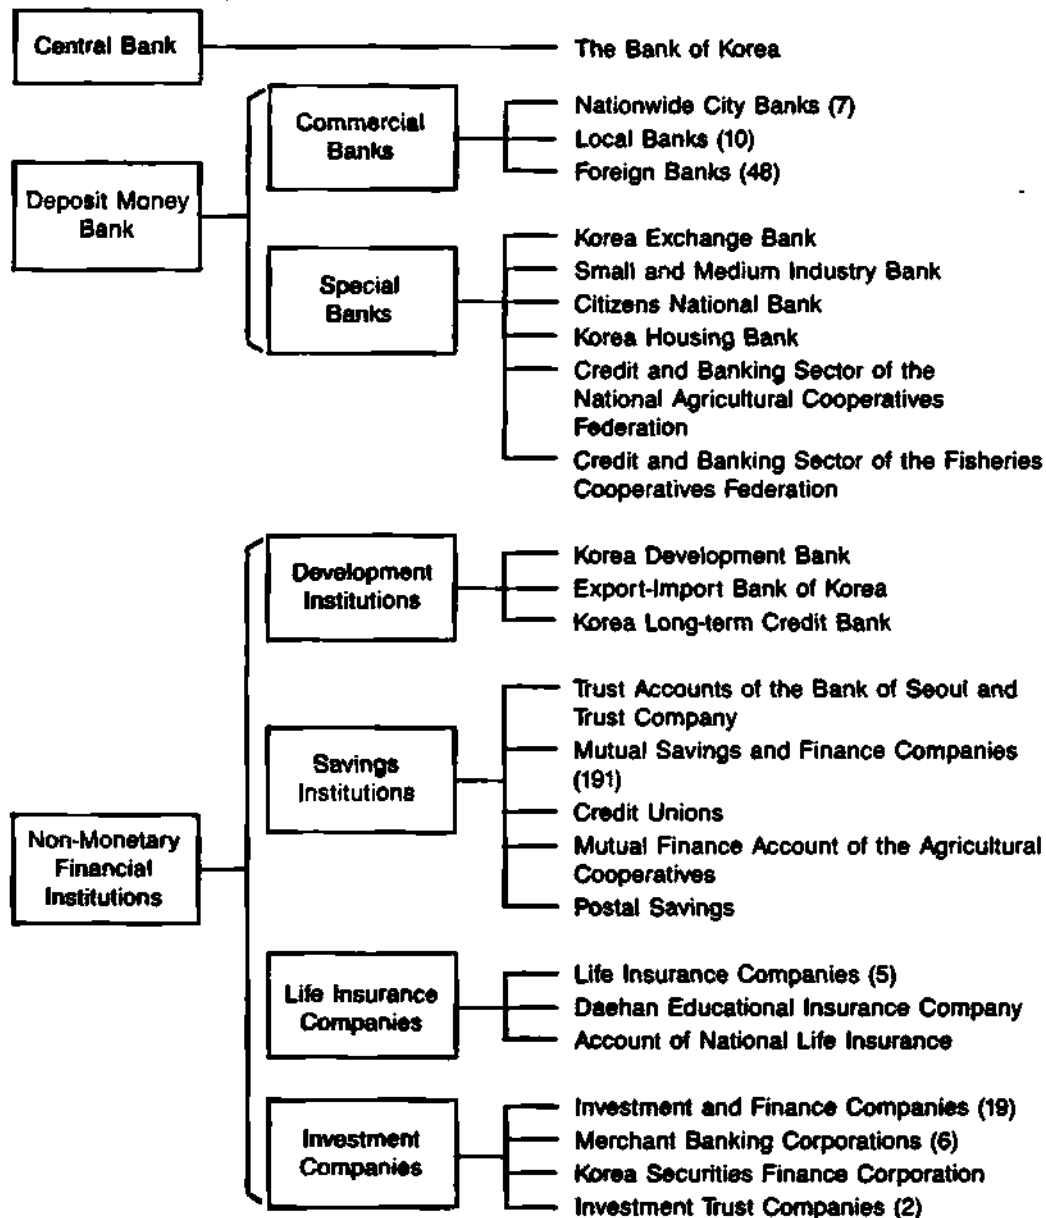 Central Bank
The Bank of Korea
Deposit Money
Bank
Commercial
Banks
Nationwide City Banks (7)
Local Banks (10)
Foreign Banks (48)
Special
Banks
Korea Exchange Bank
Small and Medium Industry Bank
Citizens National Bank
Korea Housing Bank
Credit and Banking Sector of the
National Agricultural Cooperatives
Federation
Credit and Banking Sector of the Fisheries
Cooperatives Federation
Non-Monetary
Financial
Institutions
Development
Institutions
Korea Development Bank
Export-Import Bank of Korea
Korea Long-term Credit Bank
Savings
Institutions
Trust Accounts of the Bank of Seoul and
Trust Company
Mutual Savings and Finance Companies
(191)
Credit Unions
Mutual Finance Account of the Agricultural
Cooperatives
Postal Savings
Life Insurance
Companies
Life Insurance Companies (5)
Daehan Educational Insurance Company
Account of National Life Insurance
Investment
Companies
Investment and Finance Companies (19)
Merchant Banking Corporations (6)
Korea Securities Finance Corporation
Investment Trust Companies (2)